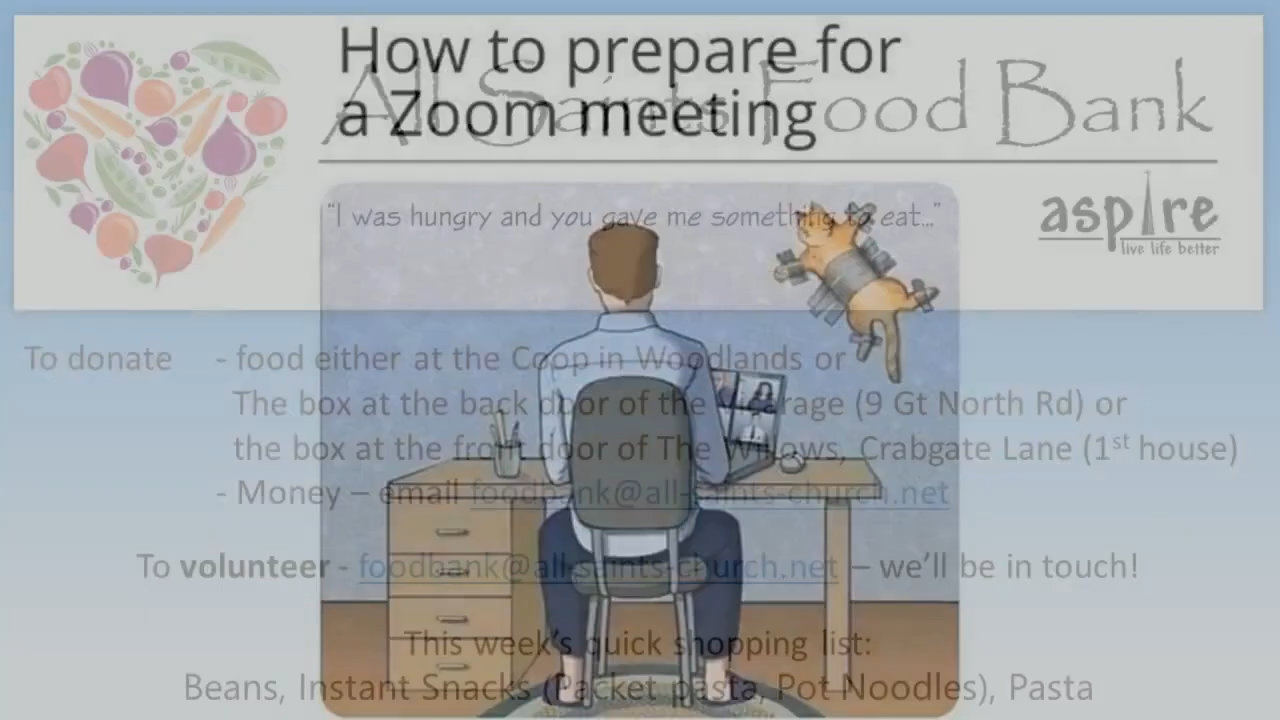 How to prepare for
a Zoom meeting
All Saints Food Bank
"I was hungry and you gave me something to eat..."
aspire
live life better
To donate - food either at the Coop in Woodlands or
The box at the back door of the Vicarage (9 Gt North Rd) or
the box at the front door of The Willows, Crabgate Lane (1st house)
- Money – email foodbank@all-saints-church.net
To volunteer - foodbank@all-saints-church.net – we'll be in touch!
This week's quick shopping list:
Beans, Instant Snacks (Packet pasta, Pot Noodles), Pasta